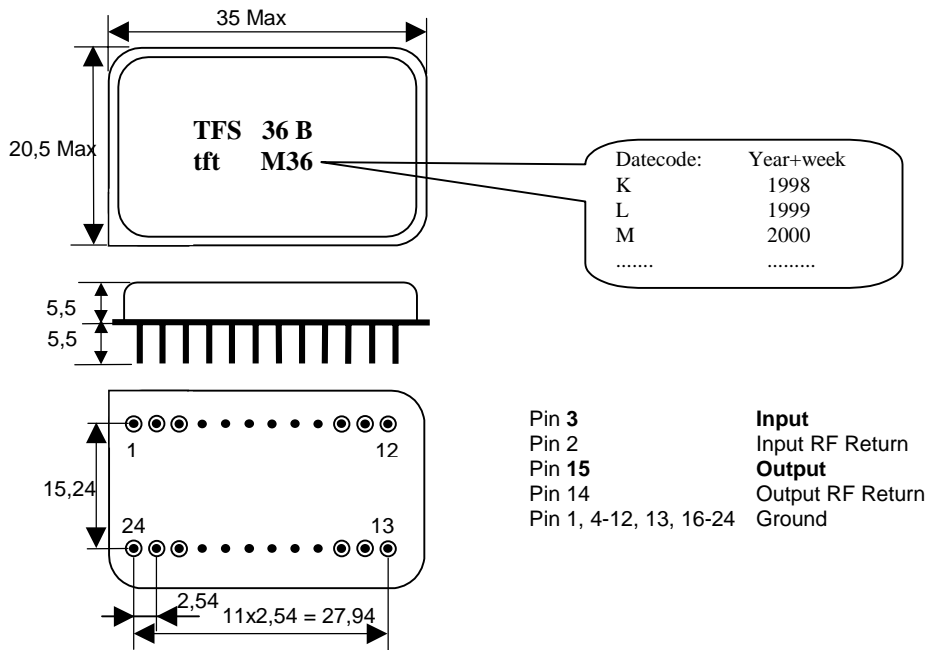 35 Max
20,5 Max
TFS 36 B
tft M36
Datecode: Year+week
K 1998
L 1999
M 2000
....... .........
5,5
5,5
1 12
15,24
24 13
2,54
11x2,54 = 27,94
Pin 3 Input
Pin 2 Input RF Return
Pin 15 Output
Pin 14 Output RF Return
Pin 1, 4-12, 13, 16-24 Ground